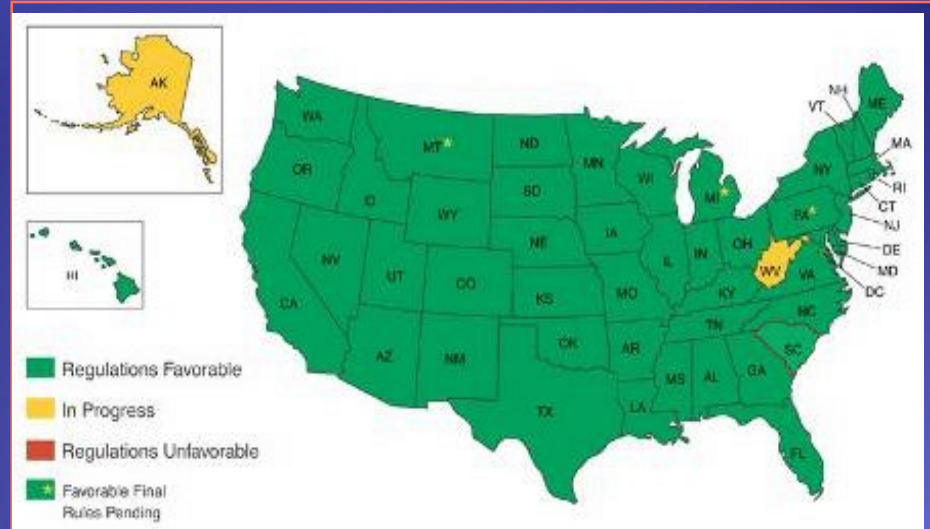 AK
HI
WA
OR
CA
NV
ID
MT
WY
UT
CO
AZ
NM
ND
SD
NE
KS
OK
TX
MN
IA
MO
AR
LA
WI
IL
IN
MI
OH
KY
TN
MS
AL
GA
FL
SC
NC
VA
WV
PA
NY
VT
NH
ME
MA
RI
CT
NJ
DE
MD
DC
Regulations Favorable
In Progress
Regulations Unfavorable
Favorable Final
Rules Pending